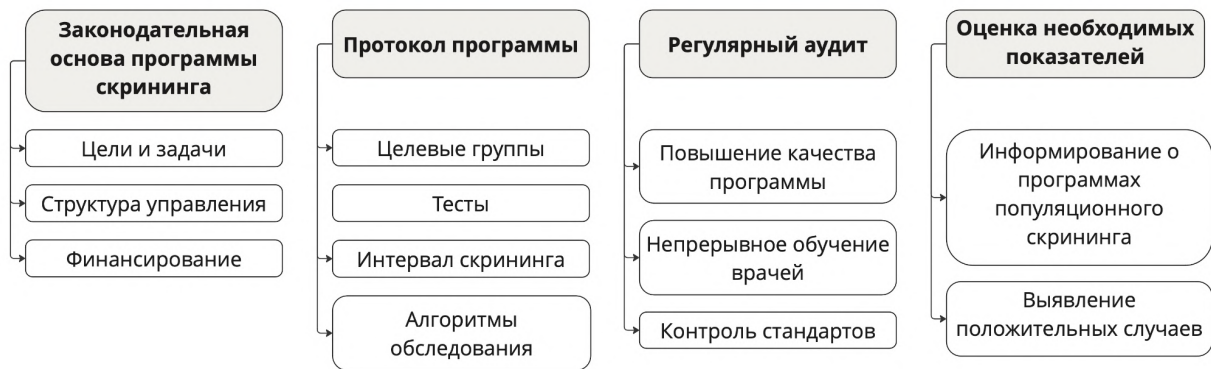 Законодательная
основа программы
скрининга
Цели и задачи
Структура управления
Финансирование
Протокол программы
Целевые группы
Тесты
Интервал скрининга
Алгоритмы
обследования
Регулярный аудит
Повышение качества
программы
Непрерывное обучение
врачей
Контроль стандартов
Оценка необходимых
показателей
Информирование о
программах
популяционного
скрининга
Выявление
положительных случаев